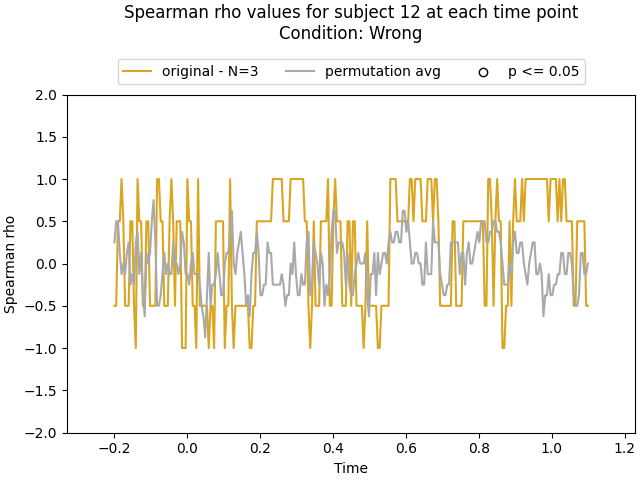 Spearman rho values for subject 12 at each time point
Condition: Wrong
original - N=3 permutation avg p <= 0.05
2.0
1.5
1.0
0.5
0.0
−0.5
−1.0
−1.5
−2.0
Spearman rho
−0.2 0.0 0.2 0.4 0.6 0.8 1.0 1.2
Time